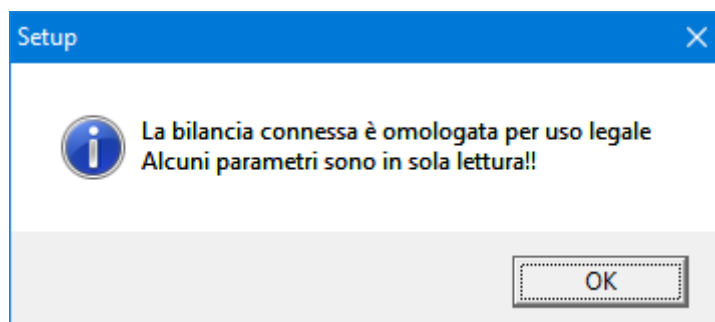 Setup
La bilancia connessa è omologata per uso legale
Alcuni parametri sono in sola lettura!!
OK